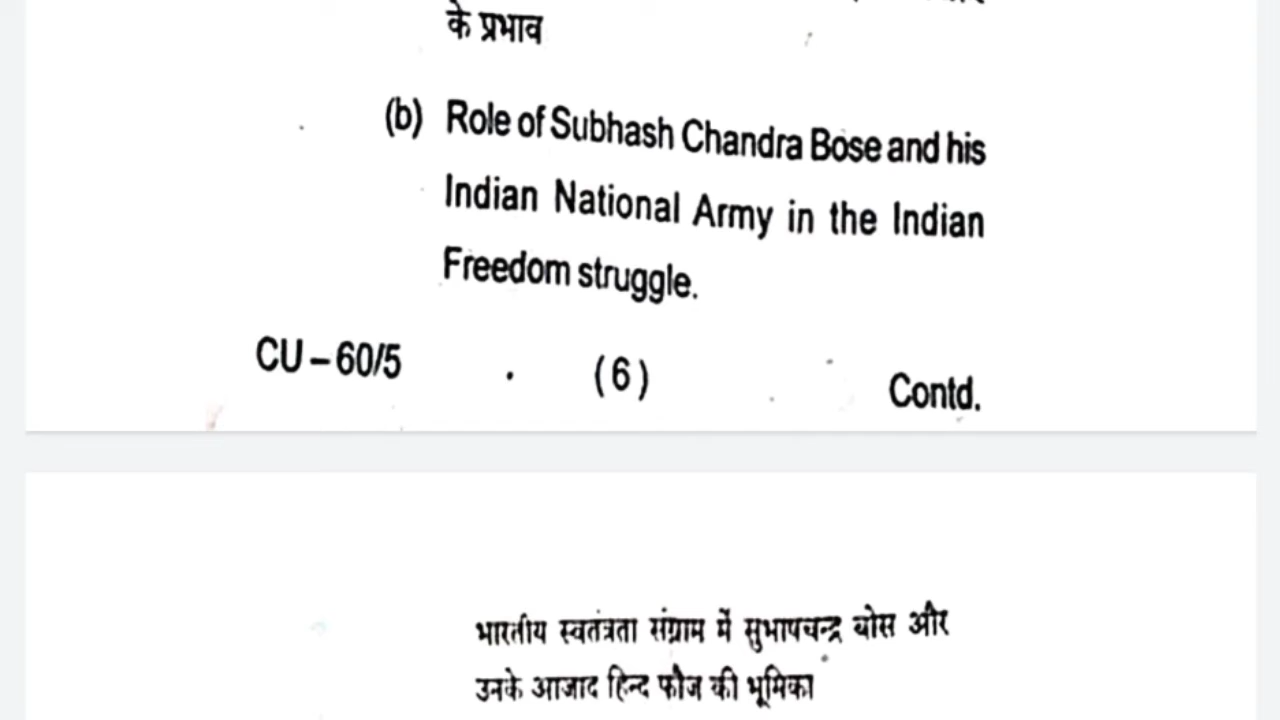 के प्रभाव
(b) Role of Subhash Chandra Bose and his
Indian National Army in the Indian
Freedom struggle.
CU – 60/5 (6) Contd.
भारतीय स्वतंत्रता संग्राम में सुभाषचन्द्र बोस और
उनके आजाद हिन्द फौज की भूमिका